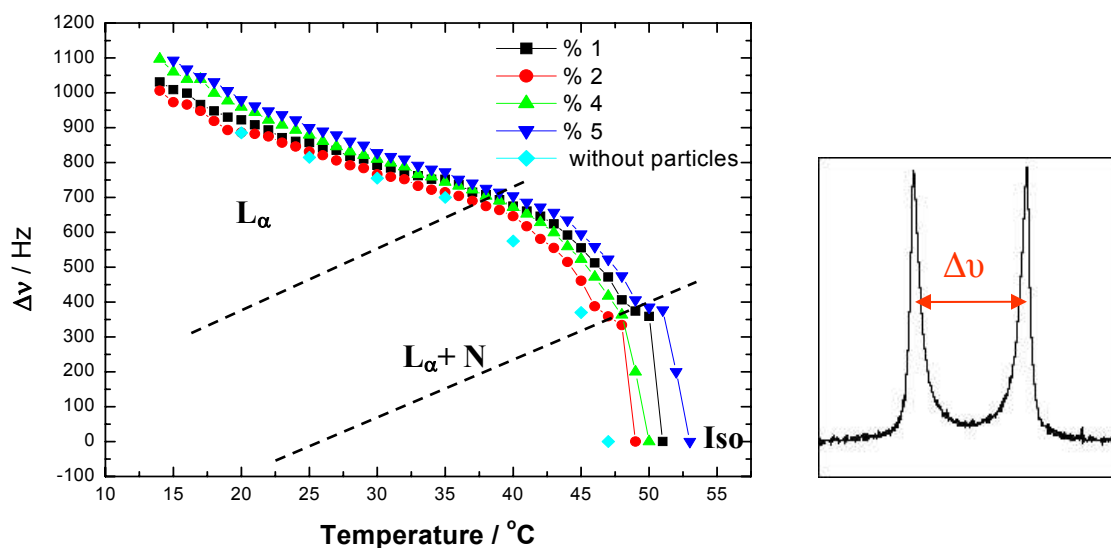 1200
1100
1000
900
800
700
600
500
400
300
200
100
0
-100
Δν / Hz
% 1
% 2
% 4
% 5
without particles
Lα
Lα+ N
Iso
10 15 20 25 30 35 40 45 50 55
Temperature / °C
Δυ